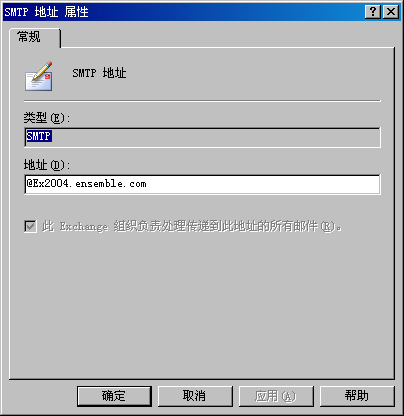 SMTP 地址 属性
常规
SMTP 地址
类型(E):
SMTP
地址(D):
@Ex2004.ensemble.com
此 Exchange 组织负责处理传递到此地址的所有邮件(R)。
确定 取消 应用(A) 帮助